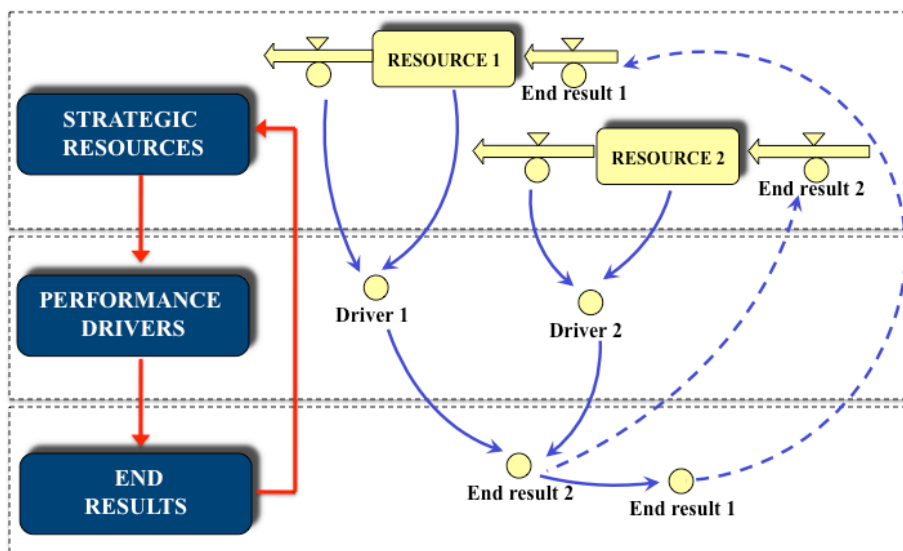 RESOURCE 1
End result 1
STRATEGIC
RESOURCES
RESOURCE 2
End result 2
PERFORMANCE
DRIVERS
Driver 1
Driver 2
END
RESULTS
End result 2
End result 1